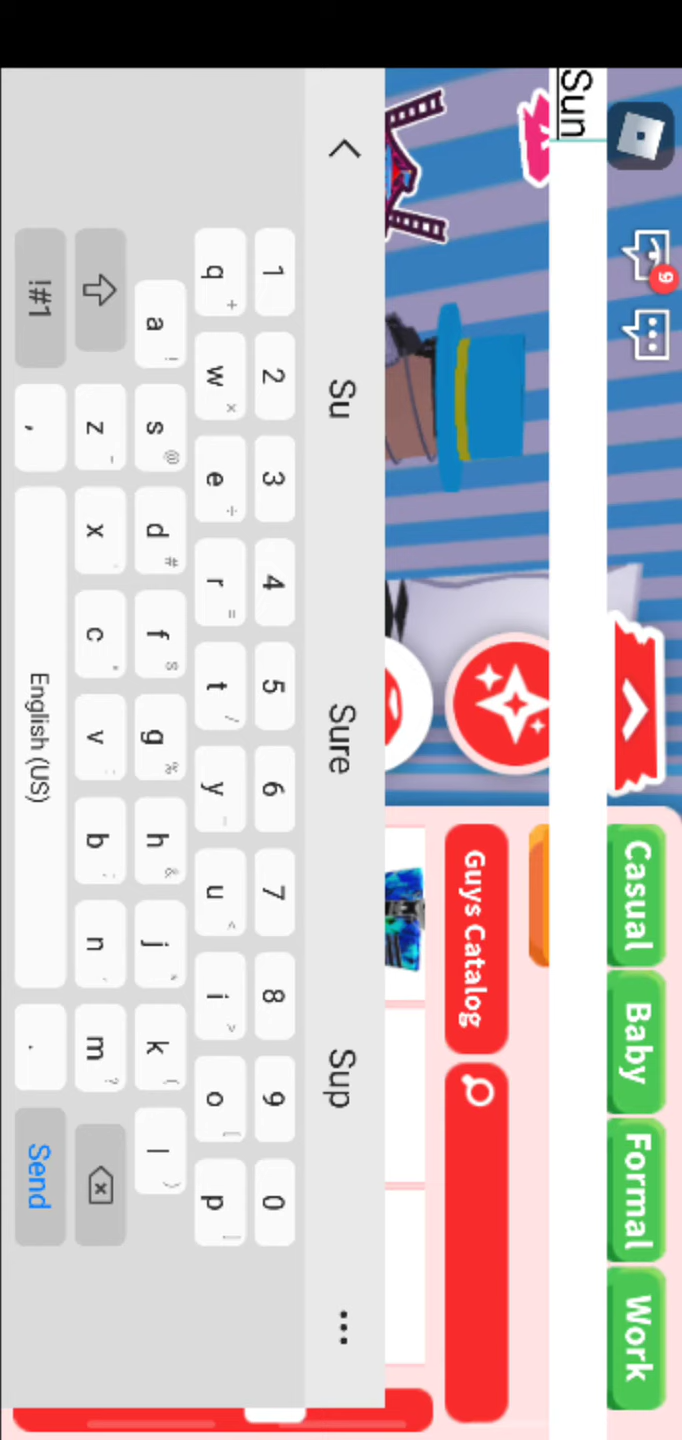 Sun
9
Casual Baby Formal Work
Guys Catalog
Su Sure Sup ...
1 2 3 4 5 6 7 8 9 0
q w e r t y u i o p
a s d f g h j k l
z x c v b n m
!#1 , English (US) . Send